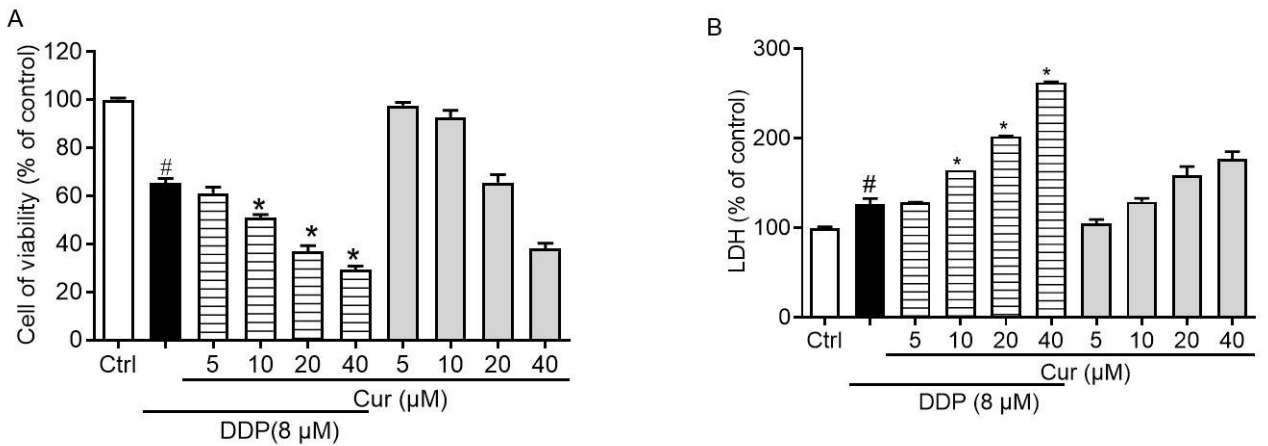 A
Cell of viability (% of control)
120
100
80
60
40
20
0
#
*
*
*
Ctrl 5 10 20 40 5 10 20 40
Cur (μM)
DDP(8 μM)
B
LDH (% of control)
300
200
100
0
#
*
*
*
Ctrl 5 10 20 40 5 10 20 40
Cur (μM)
DDP (8 μM)